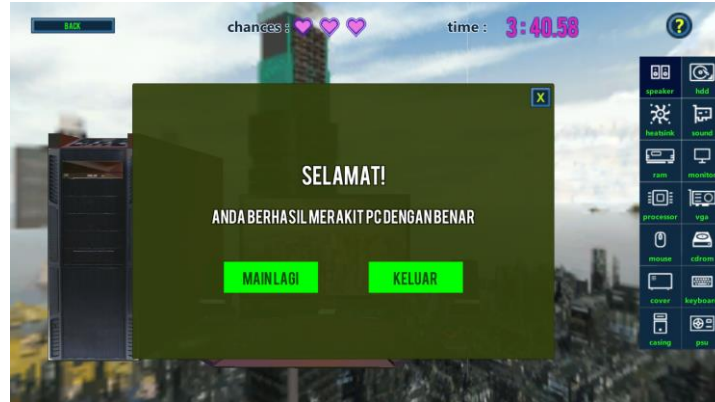 BACK
chances :
time :
3:40.58
?
X
SELAMAT!
ANDA BERHASIL MERAKIT PC DENGAN BENAR
MAIN LAGI
KELUAR
speaker
hdd
heatsink
sound
ram
monitor
processor
vga
mouse
cdrom
cover
keyboar
casing
psu